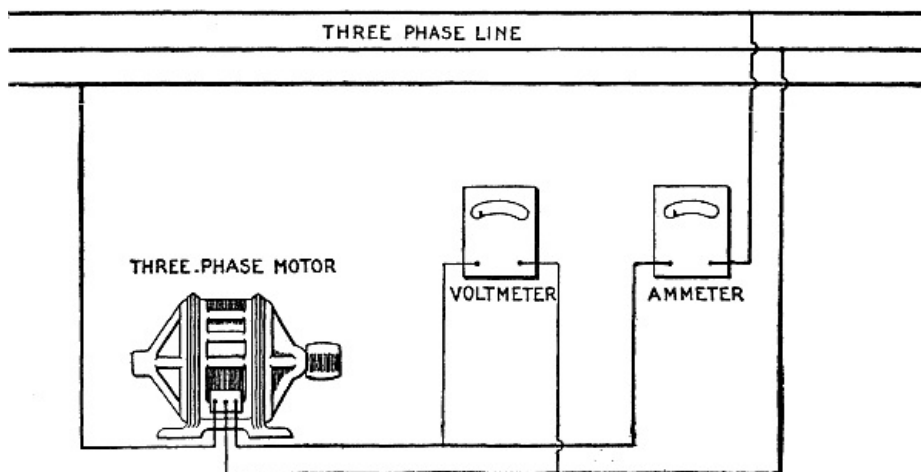 THREE PHASE LINE
THREE-PHASE MOTOR
VOLTMETER
AMMETER